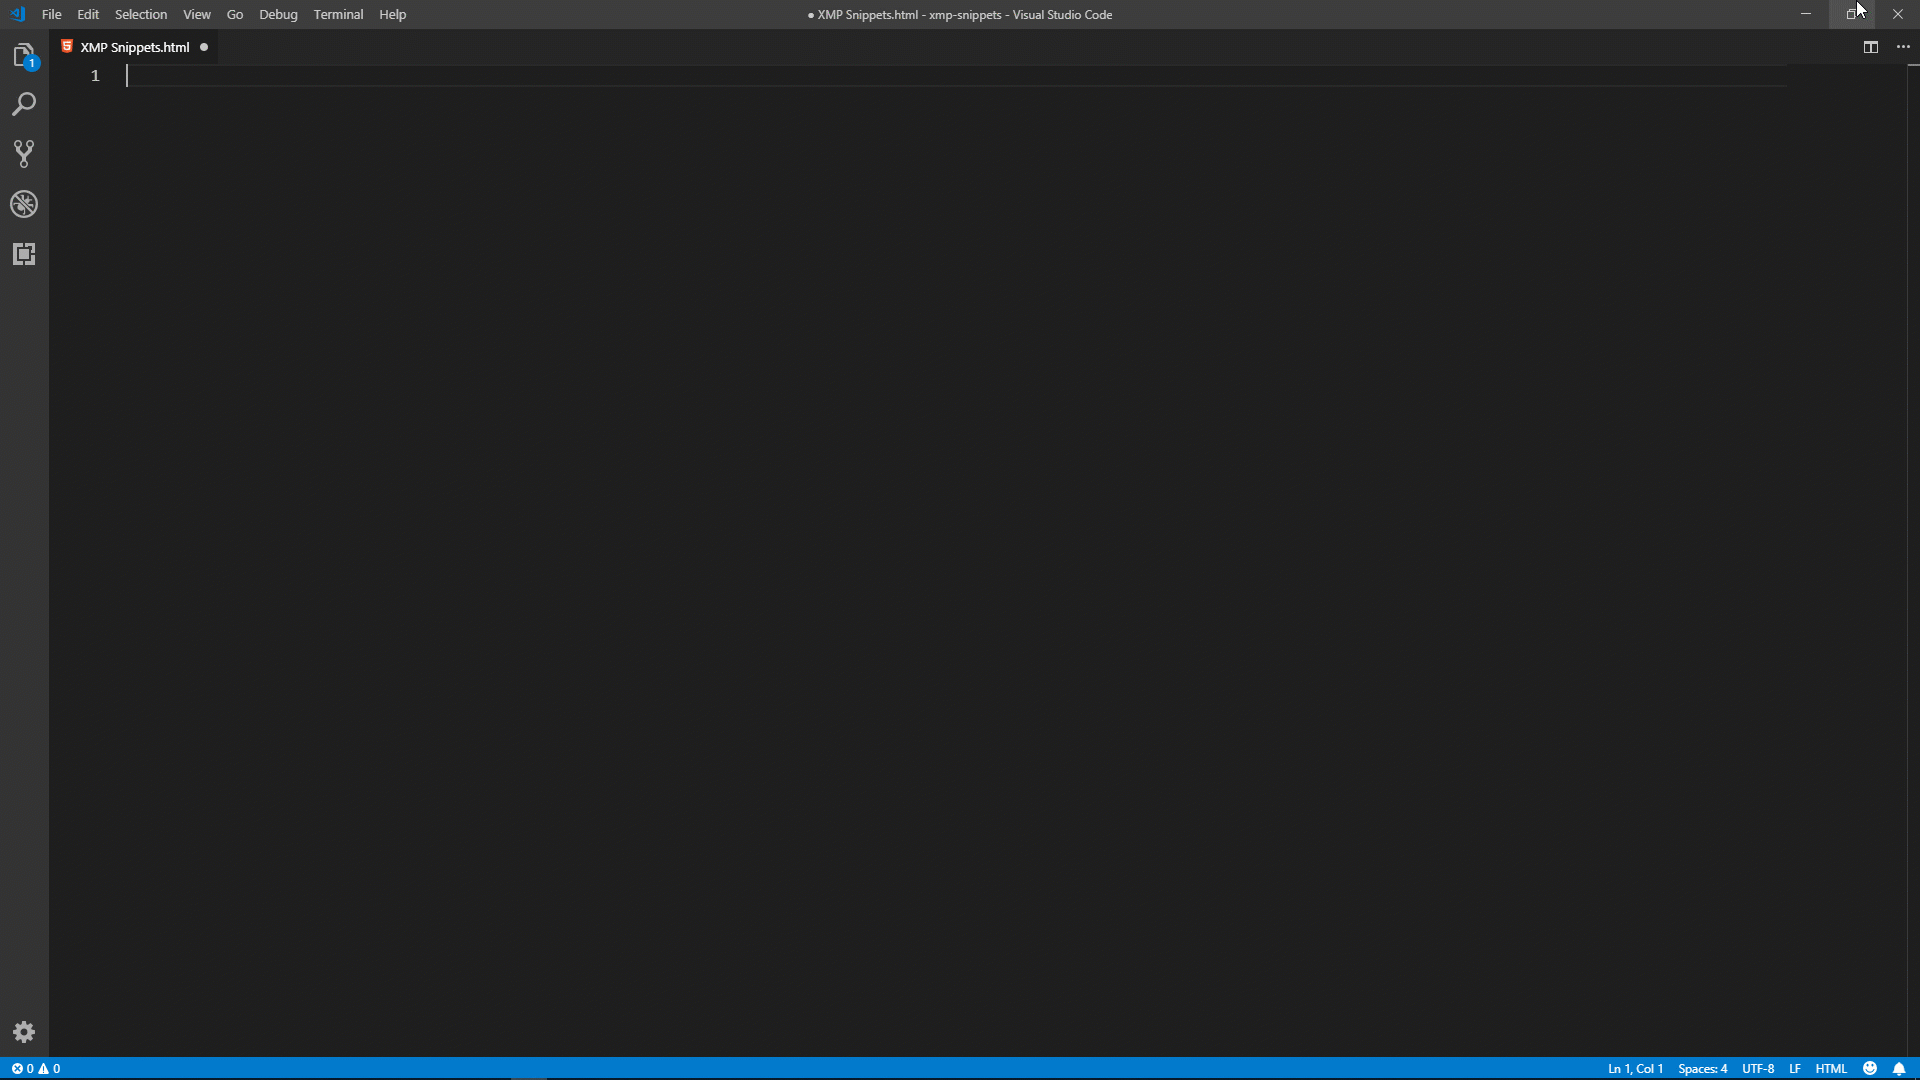 File Edit Selection View Go Debug Terminal Help
● XMP Snippets.html - xmp-snippets - Visual Studio Code
XMP Snippets.html ●
1
1
0 0
Ln 1, Col 1 Spaces: 4 UTF-8 LF HTML